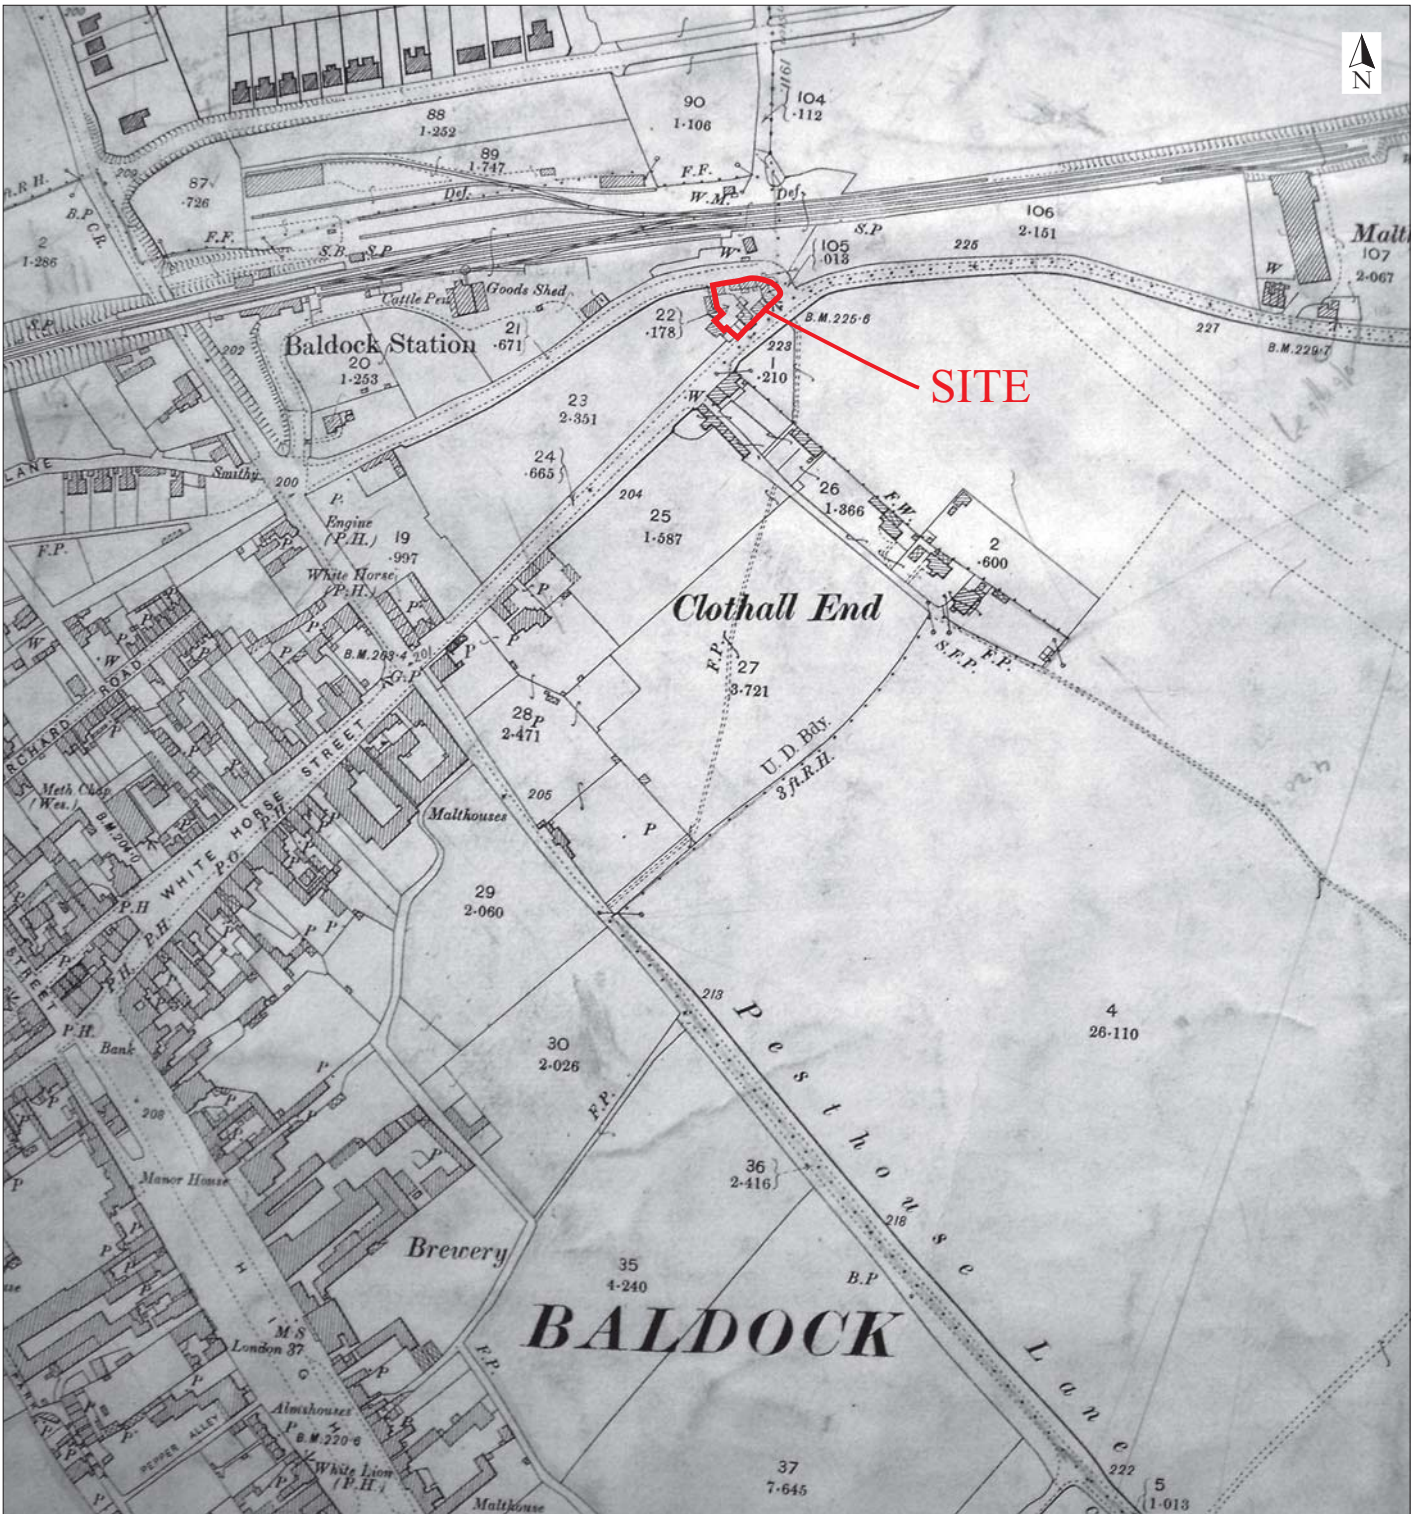 N
104
·112
90
1·106
88
1·252
89
1·747
209
87
·726
ft.R.H.
F.F.
W.M.
Def.
Def.
B.P.
C.R.
2
1·286
F.F.
S.B.
S.P
S.P
106
2·151
225
Malt
107
2·067
W
W
105
·013
Cattle Pen
Goods Shed
22
·178
B.M.225·6
227
B.M.229·7
S.P.
202
21
·671
Baldock Station
20
1·253
223
1
·210
SITE
23
2·351
W
24
·665
LANE
Smithy
200
204
25
1·587
26
1·366
F.W.
2
·600
P.
Engine
(P.H.)
19
·997
F.P.
White Horse
(P.H.)
Clothall End
P
P
B.M.203·4
201
G.P
P
F.P.
27
3·721
S.F.P.
F.P.
W
W
ORCHARD ROAD
28
2·471
P
U. D. Bdy.
3 ft.R.H.
Meth. Chap.
(Wes.)
B.M.204·0
WHITE HORSE STREET
P.H.
P.O.
Malthouses
205
P
29
2·060
P.H
P.H.
P.H.
STREET
P P
213
Pesthouse Lane
4
26·110
P.H.
Bank
30
2·026
F.P.
208
Manor House
36
2·416
218
Brewery
35
4·240
B.P
BALDOCK
HIGH
M S
London 37
F.P.
Almshouses
P
B.M.220·6
PEPPER ALLEY
White Lion
(P.H.)
Malthouse
37
7·645
222
5
1·013